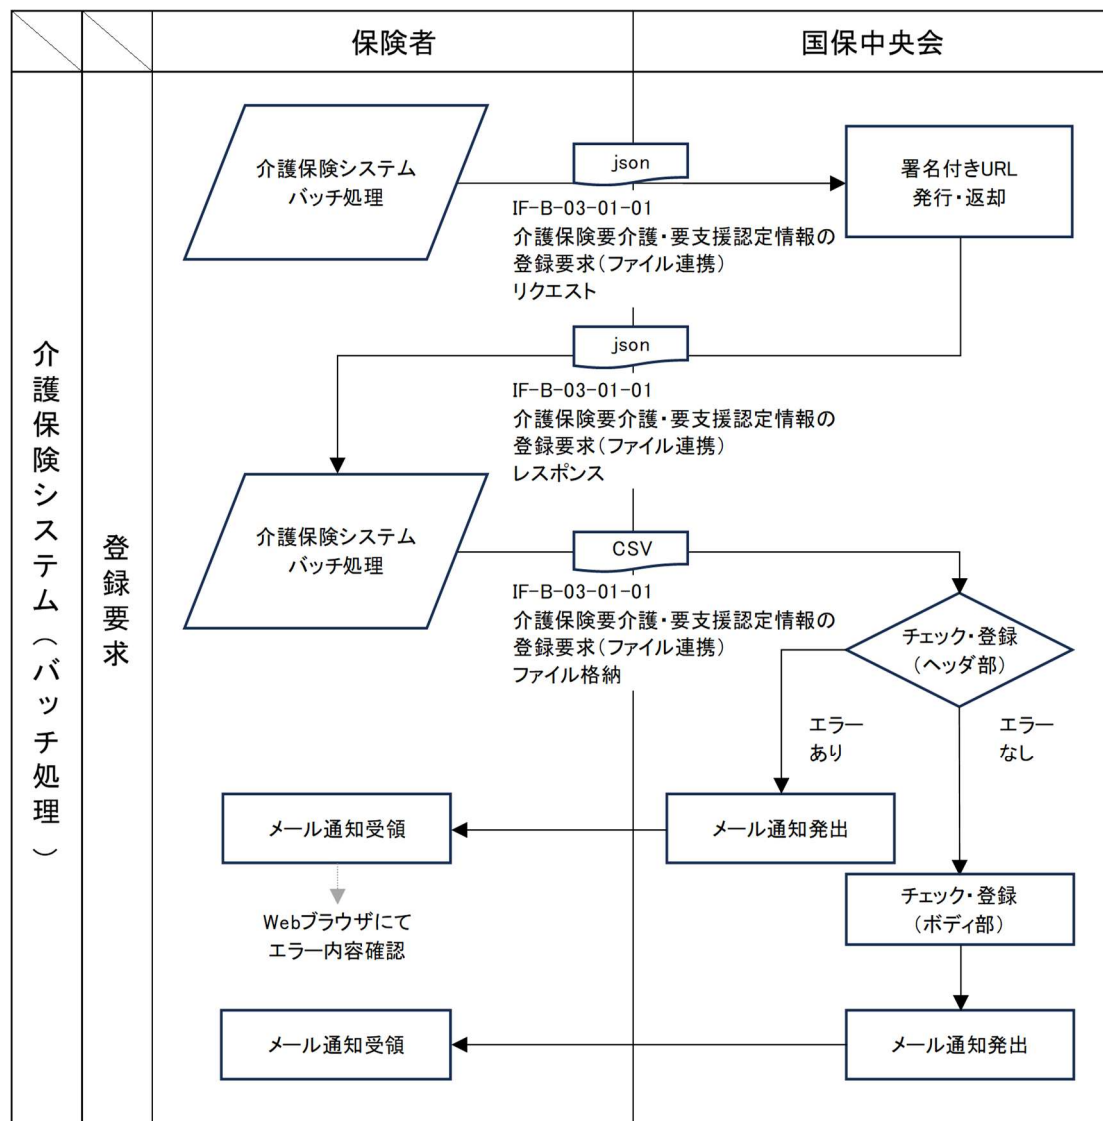 保険者
国保中央会
介護保険システム（バッチ処理）
登録要求
介護保険システム
バッチ処理
json
署名付きURL
発行・返却
IF-B-03-01-01
介護保険要介護・要支援認定情報の
登録要求（ファイル連携）
リクエスト
json
IF-B-03-01-01
介護保険要介護・要支援認定情報の
登録要求（ファイル連携）
レスポンス
介護保険システム
バッチ処理
CSV
IF-B-03-01-01
介護保険要介護・要支援認定情報の
登録要求（ファイル連携）
ファイル格納
チェック・登録
（ヘッダ部）
エラー
あり
エラー
なし
メール通知受領
メール通知発出
Webブラウザにて
エラー内容確認
チェック・登録
（ボディ部）
メール通知受領
メール通知発出